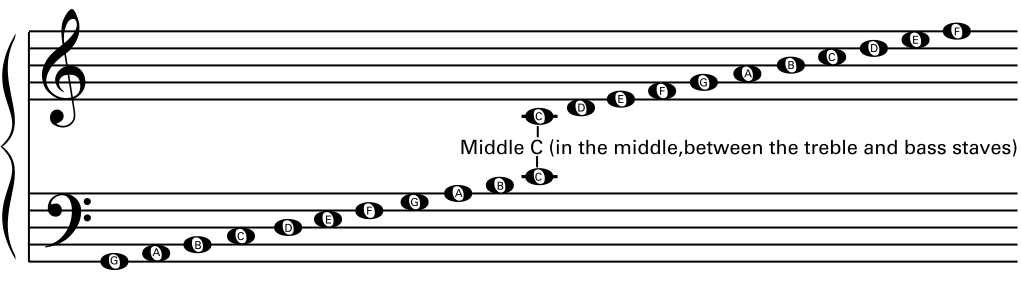 C D E F G A B C D E F
Middle C (in the middle,between the treble and bass staves)
G A B C D E F G A B C